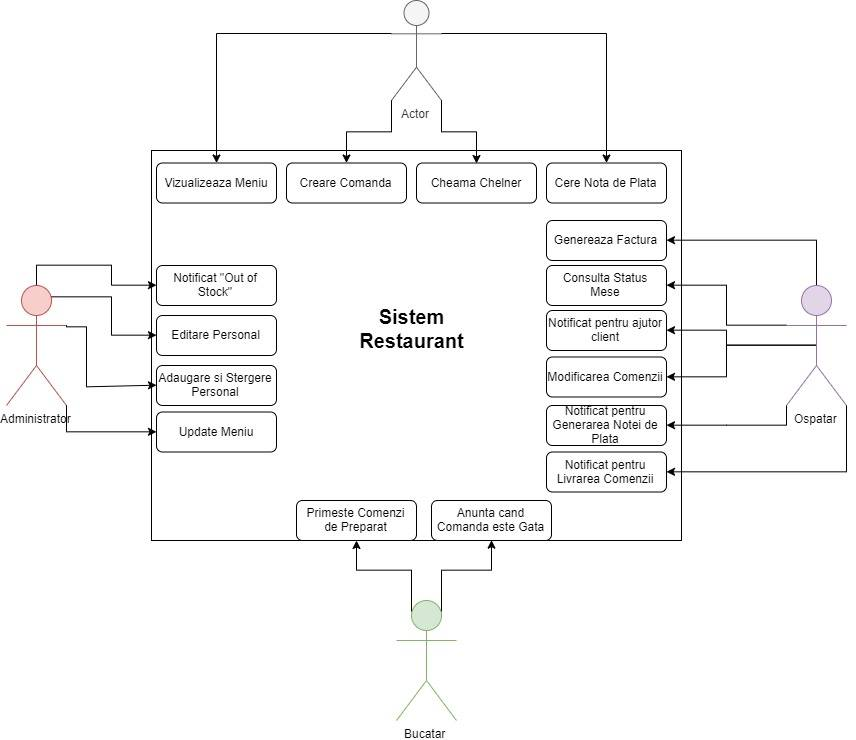 Actor
Vizualizeaza Meniu
Creare Comanda
Cheama Chelner
Cere Nota de Plata
Genereaza Factura
Notificat "Out of
Stock"
Consulta Status
Mese
Sistem
Restaurant
Editare Personal
Notificat pentru ajutor
client
Adaugare si Stergere
Personal
Modificarea Comenzii
Administrator
Update Meniu
Notificat pentru
Generarea Notei de
Plata
Ospatar
Notificat pentru
Livrarea Comenzii
Primeste Comenzi
de Preparat
Anunta cand
Comanda este Gata
Bucatar